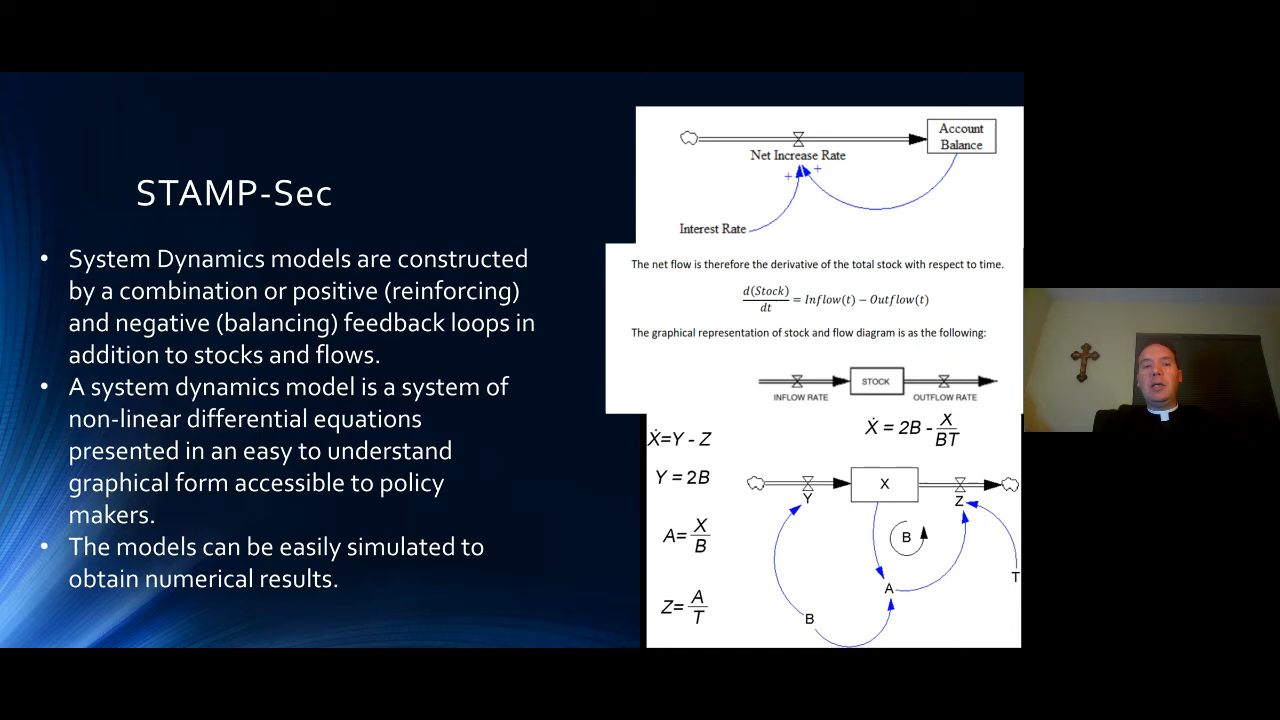 STAMP-Sec
• System Dynamics models are constructed
by a combination or positive (reinforcing)
and negative (balancing) feedback loops in
addition to stocks and flows.
• A system dynamics model is a system of
non-linear differential equations
presented in an easy to understand
graphical form accessible to policy
makers.
• The models can be easily simulated to
obtain numerical results.
Account
Balance
Net Increase Rate
+ +
Interest Rate
The net flow is therefore the derivative of the total stock with respect to time.
d(Stock)/dt = Inflow(t) − Outflow(t)
The graphical representation of stock and flow diagram is as the following:
STOCK
INFLOW RATE OUTFLOW RATE
Ẋ=Y - Z
Ẋ = 2B - X/BT
Y = 2B
A= X/B
Z= A/T
X
Y
Z
B
T
A
B